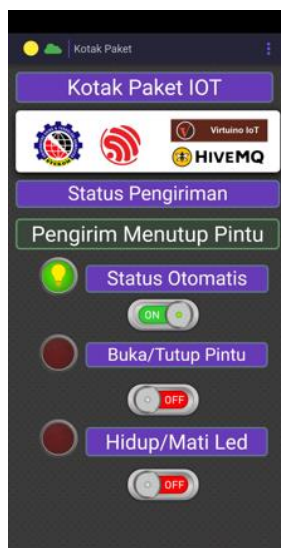 Kotak Paket
Kotak Paket IOT
Virtuino IoT
HIVEMQ
Status Pengiriman
Pengirim Menutup Pintu
Status Otomatis
ON
Buka/Tutup Pintu
OFF
Hidup/Mati Led
OFF